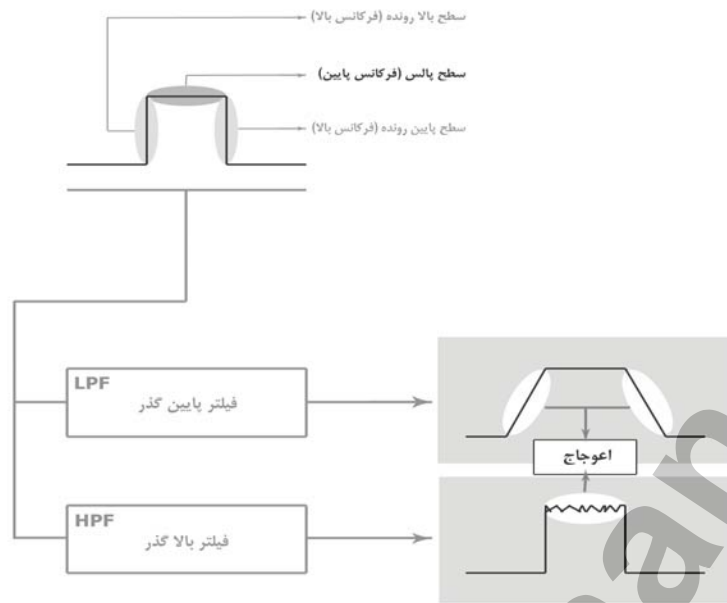 سطح بالا رونده (فرکانس بالا)
سطح پالس (فرکانس پایین)
سطح پایین رونده (فرکانس بالا)
LPF
فیلتر پایین گذر
اعوجاج
HPF
فیلتر بالا گذر